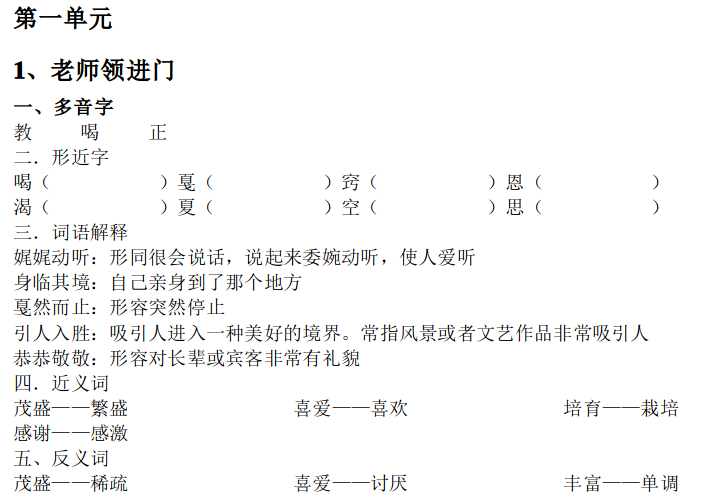 第一单元
1、老师领进门
一、多音字
教 喝 正
二．形近字
喝（ ）戛（ ）窍（ ）恩（ ）
渴（ ）夏（ ）空（ ）思（ ）
三．词语解释
娓娓动听：形同很会说话，说起来委婉动听，使人爱听
身临其境：自己亲身到了那个地方
戛然而止：形容突然停止
引人入胜：吸引人进入一种美好的境界。常指风景或者文艺作品非常吸引人
恭恭敬敬：形容对长辈或宾客非常有礼貌
四．近义词
茂盛——繁盛 喜爱——喜欢 培育——栽培
感谢——感激
五、反义词
茂盛——稀疏 喜爱——讨厌 丰富——单调